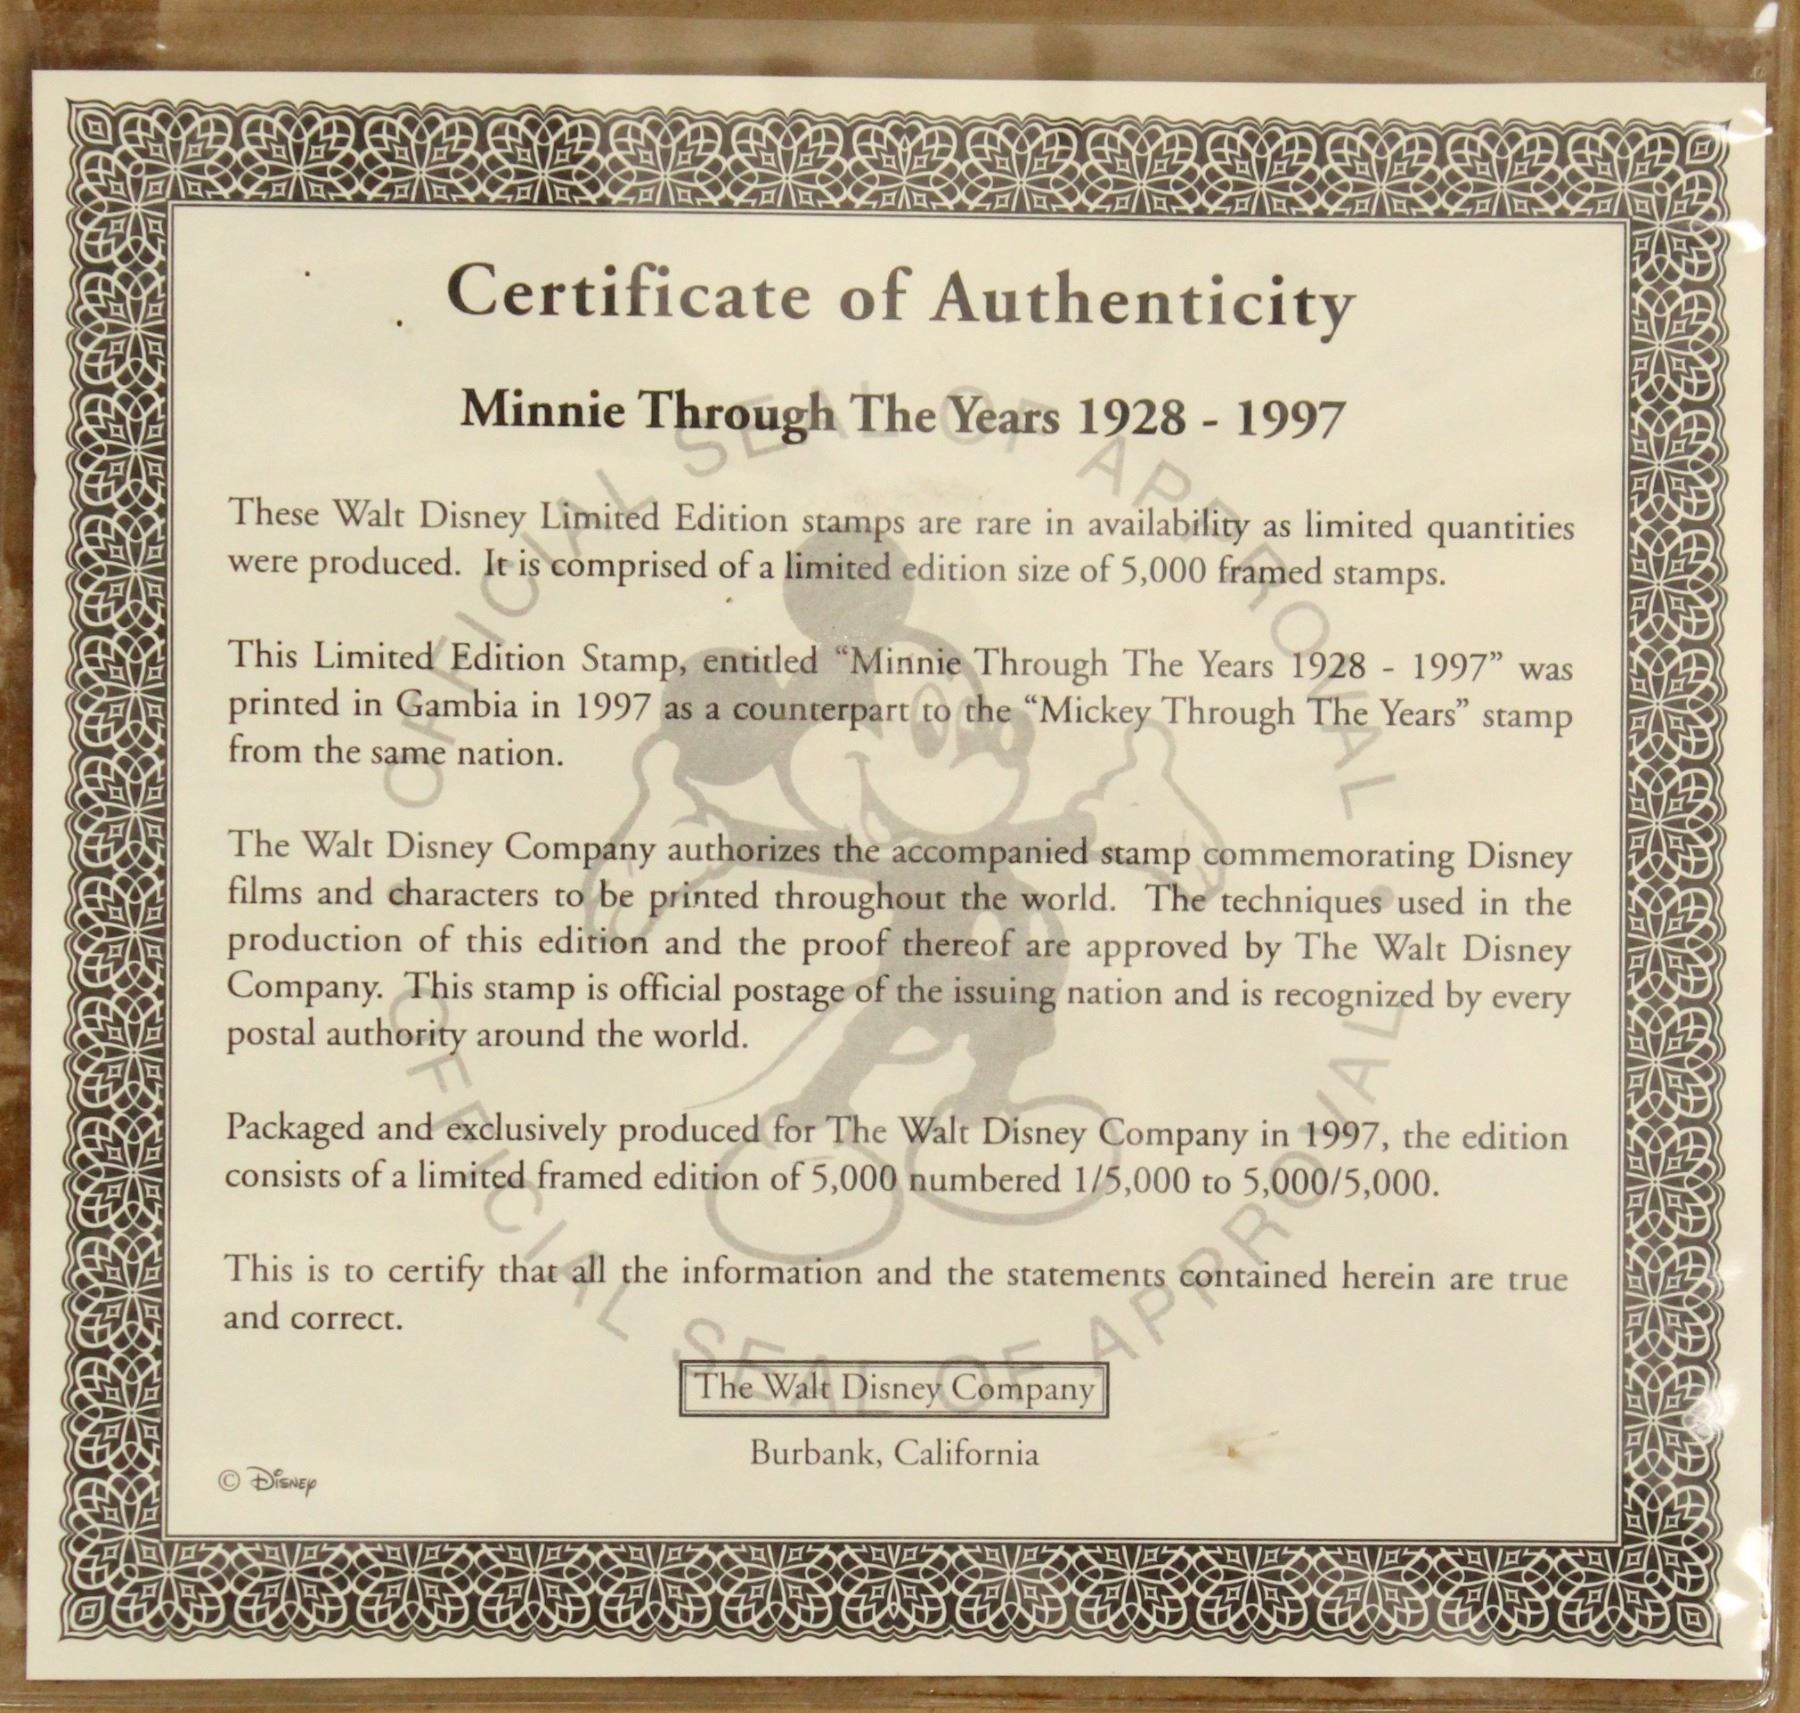 Certificate of Authenticity
Minnie Through The Years 1928 - 1997
These Walt Disney Limited Edition stamps are rare in availability as limited quantities
were produced. It is comprised of a limited edition size of 5,000 framed stamps.
This Limited Edition Stamp, entitled “Minnie Through The Years 1928 - 1997” was
printed in Gambia in 1997 as a counterpart to the “Mickey Through The Years” stamp
from the same nation.
The Walt Disney Company authorizes the accompanied stamp commemorating Disney
films and characters to be printed throughout the world. The techniques used in the
production of this edition and the proof thereof are approved by The Walt Disney
Company. This stamp is official postage of the issuing nation and is recognized by every
postal authority around the world.
Packaged and exclusively produced for The Walt Disney Company in 1997, the edition
consists of a limited framed edition of 5,000 numbered 1/5,000 to 5,000/5,000.
This is to certify that all the information and the statements contained herein are true
and correct.
The Walt Disney Company
Burbank, California
© Disney
OFFICIAL SEAL OF APPROVAL
OFFICIAL SEAL OF APPROVAL